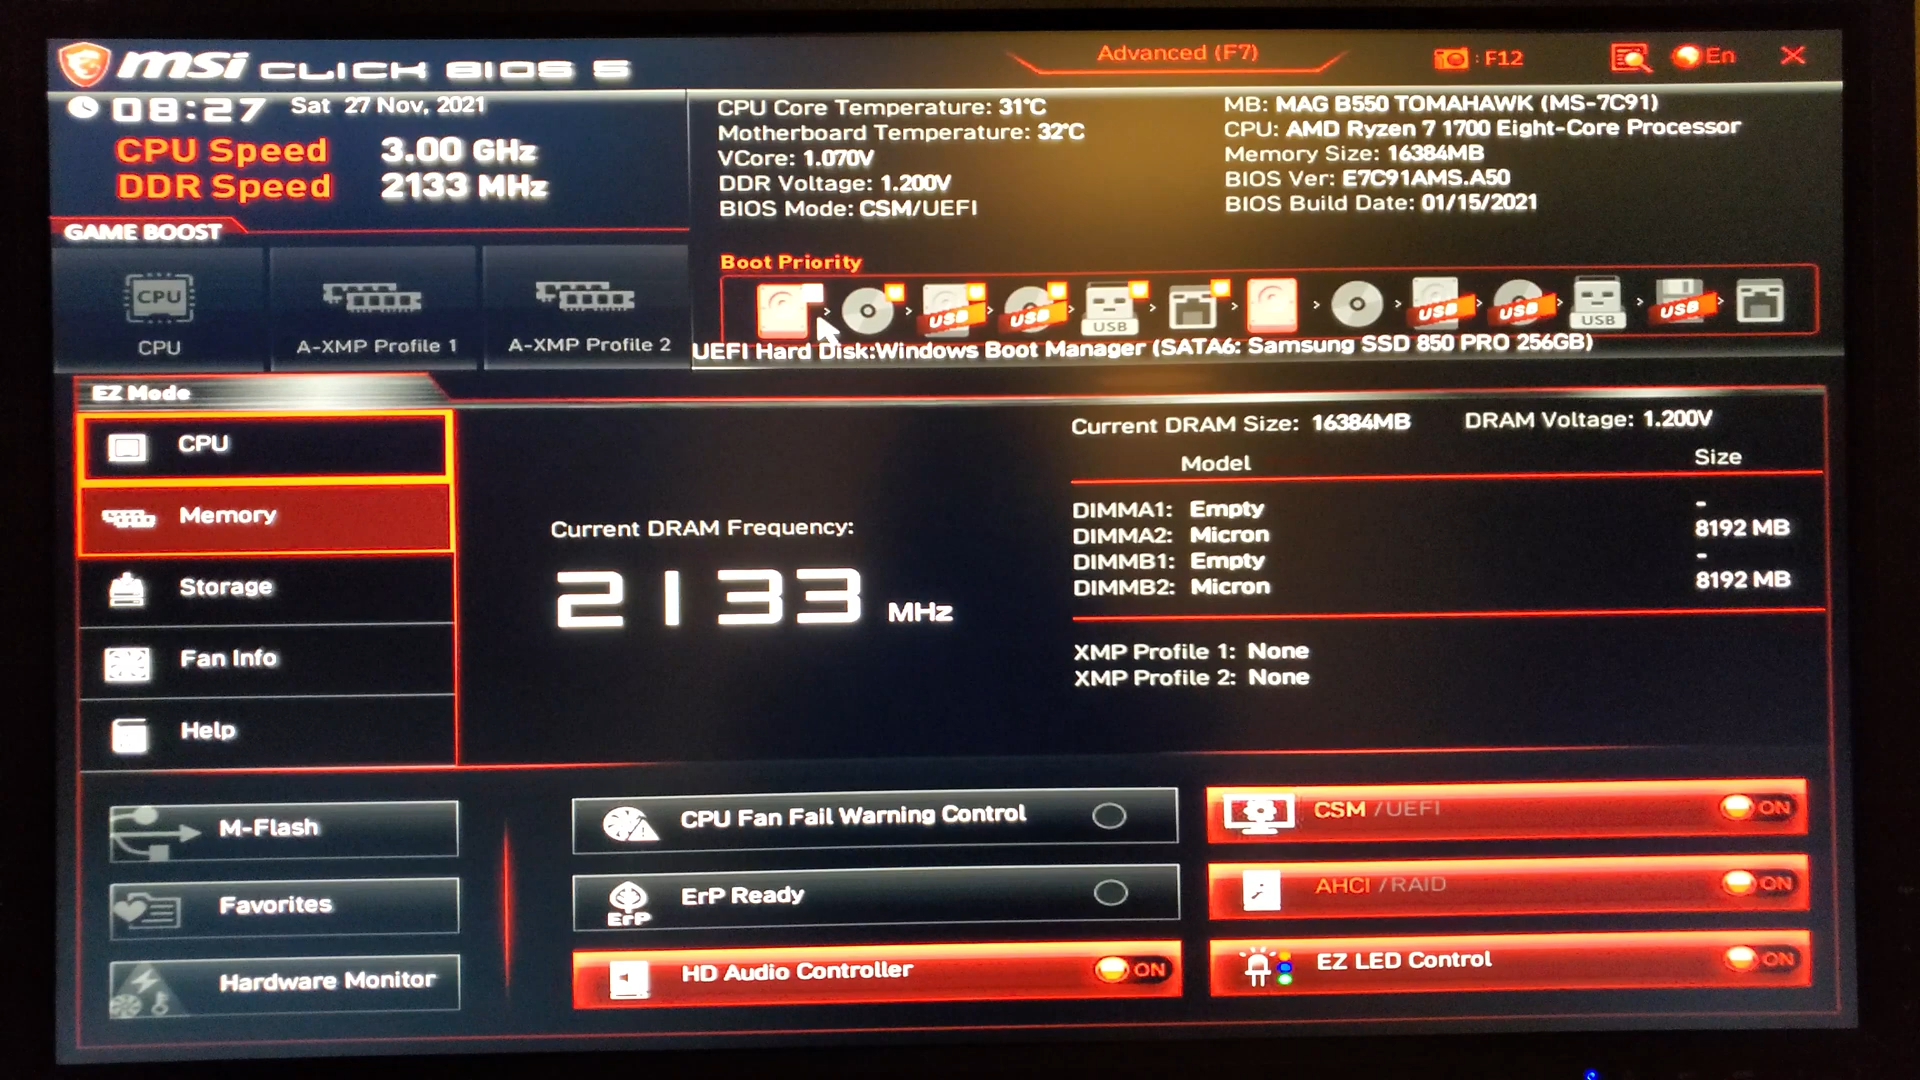 msi CLICK BIOS 5
Advanced (F7)
: F12
En
08:27 Sat 27 Nov, 2021
CPU Speed 3.00 GHz
DDR Speed 2133 MHz
CPU Core Temperature: 31°C
Motherboard Temperature: 32°C
VCore: 1.070V
DDR Voltage: 1.200V
BIOS Mode: CSM/UEFI
MB: MAG B550 TOMAHAWK (MS-7C91)
CPU: AMD Ryzen 7 1700 Eight-Core Processor
Memory Size: 16384MB
BIOS Ver: E7C91AMS.A50
BIOS Build Date: 01/15/2021
GAME BOOST
CPU
CPU
A-XMP Profile 1
A-XMP Profile 2
Boot Priority
USB
USB
USB
USB
USB
USB
USB
UEFI Hard Disk:Windows Boot Manager (SATA6: Samsung SSD 850 PRO 256GB)
EZ Mode
CPU
Memory
Storage
Fan Info
Help
Current DRAM Frequency:
2133 MHz
Current DRAM Size: 16384MB DRAM Voltage: 1.200V
Model Size
DIMMA1: Empty -
DIMMA2: Micron 8192 MB
DIMMB1: Empty -
DIMMB2: Micron 8192 MB
XMP Profile 1: None
XMP Profile 2: None
M-Flash
Favorites
Hardware Monitor
CPU Fan Fail Warning Control
ErP
ErP Ready
HD Audio Controller ON
CSM /UEFI ON
AHCI /RAID ON
EZ LED Control ON